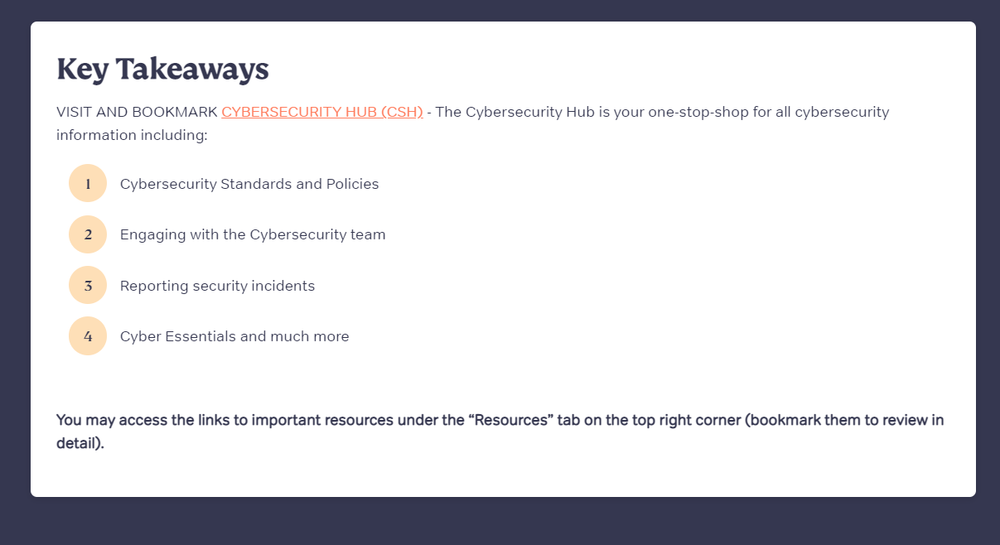 Key Takeaways
VISIT AND BOOKMARK CYBERSECURITY HUB (CSH) - The Cybersecurity Hub is your one-stop-shop for all cybersecurity
information including:
1 Cybersecurity Standards and Policies
2 Engaging with the Cybersecurity team
3 Reporting security incidents
4 Cyber Essentials and much more
You may access the links to important resources under the “Resources” tab on the top right corner (bookmark them to review in
detail).